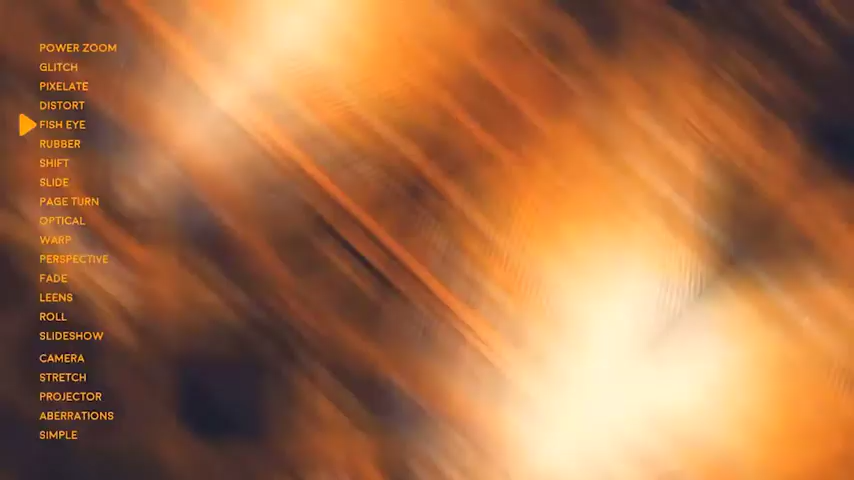 POWER ZOOM
GLITCH
PIXELATE
DISTORT
FISH EYE
RUBBER
SHIFT
SLIDE
PAGE TURN
OPTICAL
WARP
PERSPECTIVE
FADE
LEENS
ROLL
SLIDESHOW
CAMERA
STRETCH
PROJECTOR
ABERRATIONS
SIMPLE